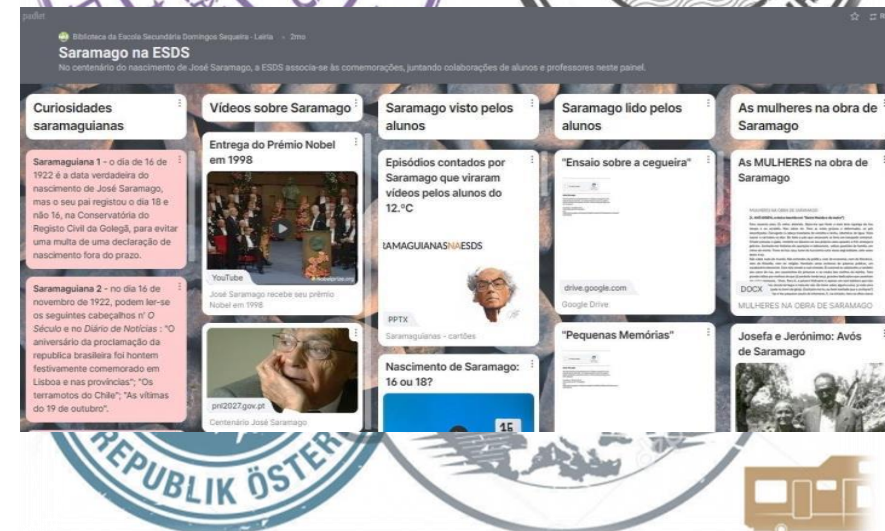 padlet
Biblioteca da Escola Secundária Domingos Sequeira - Leiria • 2mo
Saramago na ESDS
No centenário do nascimento de José Saramago, a ESDS associa-se às comemorações, juntando colaborações de alunos e professores neste painel.
Curiosidades
saramaguianas
Saramaguiana 1 - o dia de 16 de
1922 é a data verdadeira do
nascimento de José Saramago,
mas o seu pai registou o dia 18 e
não 16, na Conservatória do
Registo Civil da Golegã, para evitar
uma multa de uma declaração de
nascimento fora do prazo.
Saramaguiana 2 - no dia 16 de
novembro de 1922, podem ler-se
os seguintes cabeçalhos n' O
Século e no Diário de Notícias : "O
aniversário da proclamação da
republica brasileira foi hontem
festivamente comemorado em
Lisboa e nas províncias"; "Os
terramotos do Chile"; "As vítimas
do 19 de outubro".
Vídeos sobre Saramago
Entrega do Prémio Nobel
em 1998
YouTube
José Saramago recebe seu prémio
Nobel em 1998
pnl2027.gov.pt
Centenário José Saramago
Saramago visto pelos
alunos
Episódios contados por
Saramago que viraram
vídeos pelos alunos do
12.ºC
RAMAGUIANASNAESDS
PPTX
Saramaguianas - cartões
Nascimento de Saramago:
16 ou 18?
15
Saramago lido pelos
alunos
"Ensaio sobre a cegueira"
drive.google.com
Google Drive
"Pequenas Memórias"
As mulheres na obra de
Saramago
As MULHERES na obra de
Saramago
MULHERES NA OBRA DE SARAMAGO
DOCX
MULHERES NA OBRA DE SARAMAGO
Josefa e Jerónimo: Avós
de Saramago
REPUBLIK ÖSTER